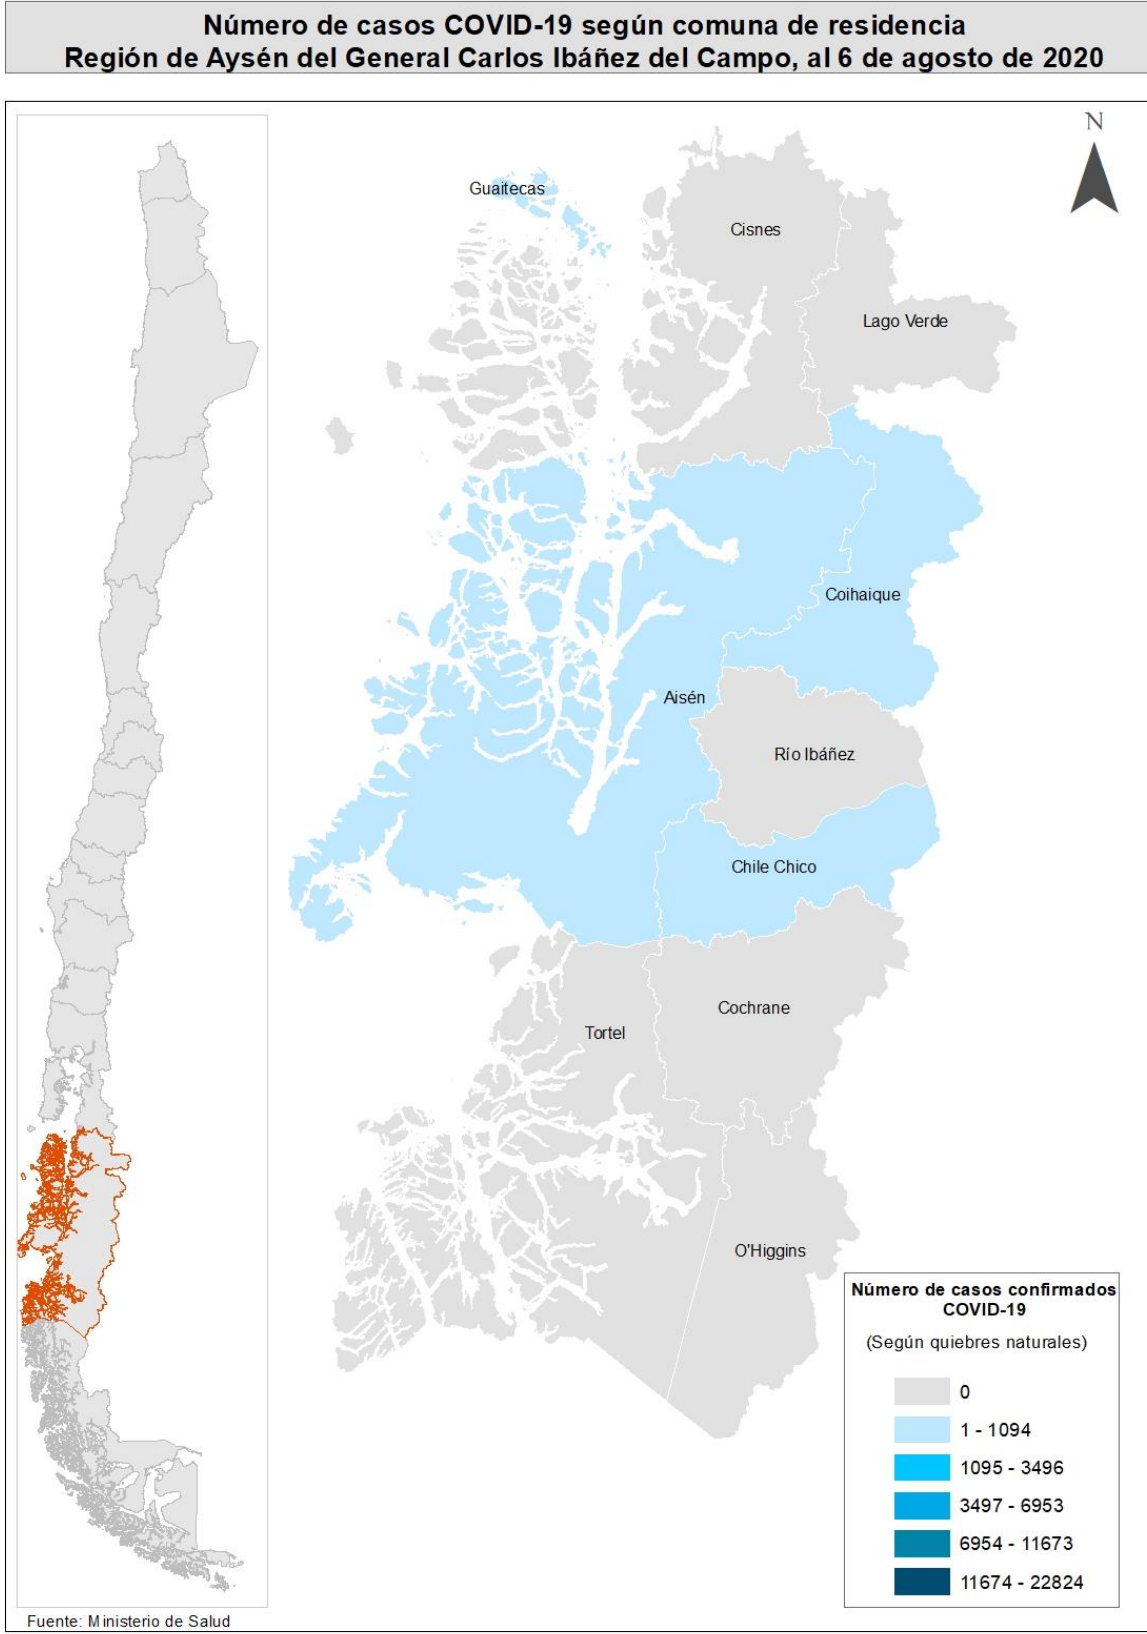 Número de casos COVID-19 según comuna de residencia
Región de Aysén del General Carlos Ibáñez del Campo, al 6 de agosto de 2020
N
Guaitecas
Cisnes
Lago Verde
Coihaique
Aisén
Río Ibáñez
Chile Chico
Cochrane
Tortel
O'Higgins
Número de casos confirmados
COVID-19
(Según quiebres naturales)
0
1 - 1094
1095 - 3496
3497 - 6953
6954 - 11673
11674 - 22824
Fuente: Ministerio de Salud